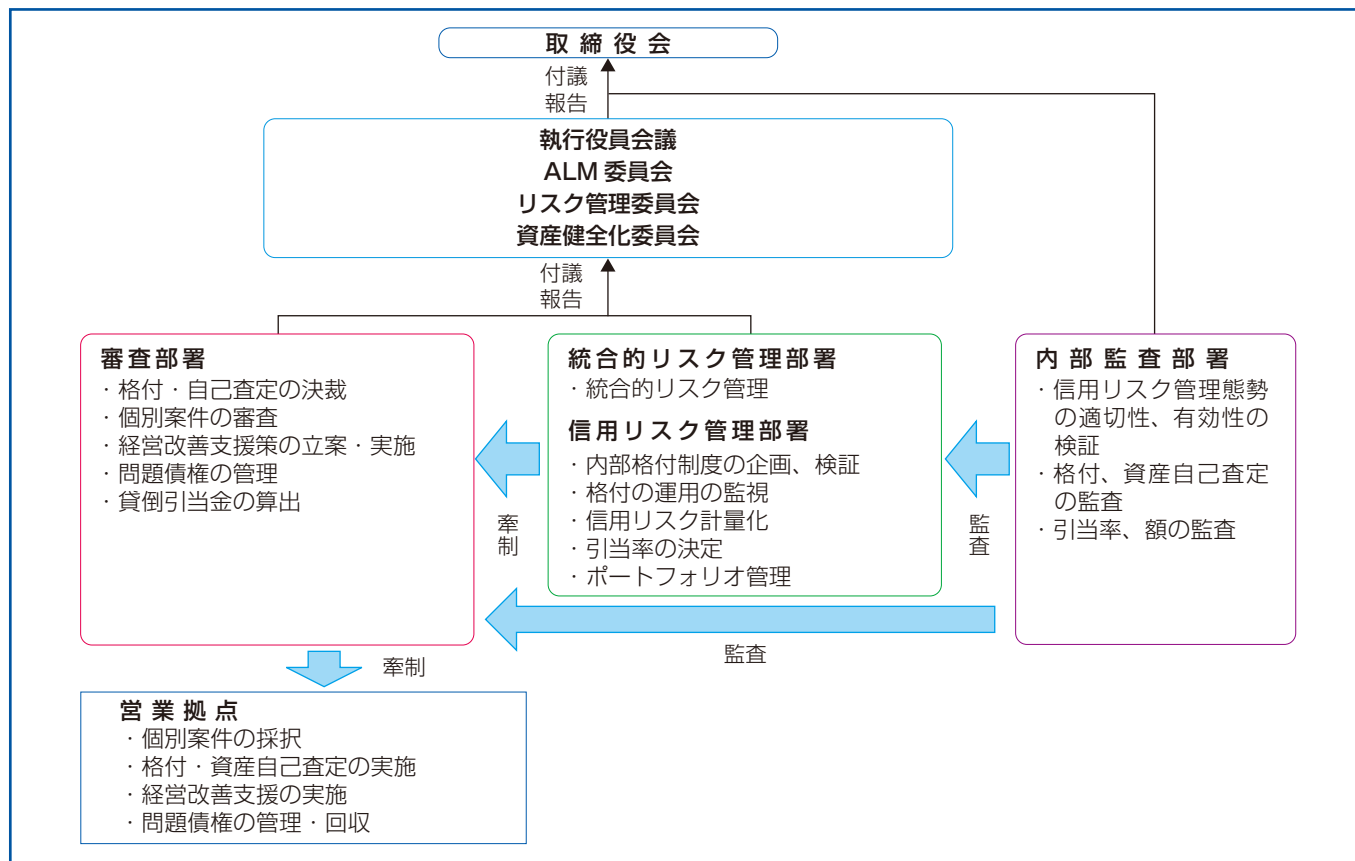 取締役会
付議
報告
執行役員会議
ALM 委員会
リスク管理委員会
資産健全化委員会
付議
報告
審査部署
・格付・自己査定の決裁
・個別案件の審査
・経営改善支援策の立案・実施
・問題債権の管理
・貸倒引当金の算出
牽制
統合的リスク管理部署
・統合的リスク管理
信用リスク管理部署
・内部格付制度の企画、検証
・格付の運用の監視
・信用リスク計量化
・引当率の決定
・ポートフォリオ管理
監査
内部監査部署
・信用リスク管理態勢
の適切性、有効性の
検証
・格付、資産自己査定
の監査
・引当率、額の監査
監査
牽制
営業拠点
・個別案件の採択
・格付・資産自己査定の実施
・経営改善支援の実施
・問題債権の管理・回収